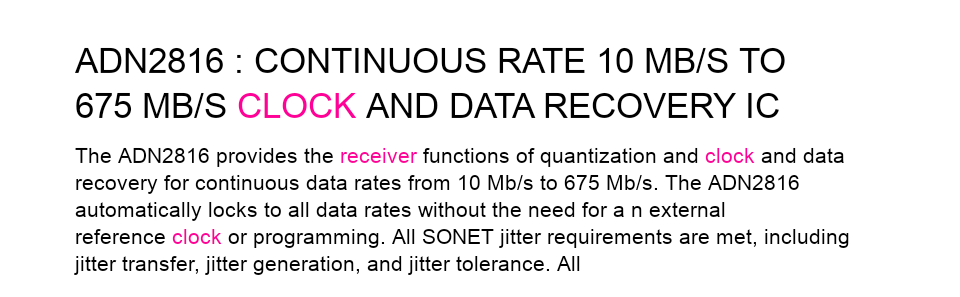 ADN2816 : CONTINUOUS RATE 10 MB/S TO
675 MB/S CLOCK AND DATA RECOVERY IC
The ADN2816 provides the receiver functions of quantization and clock and data
recovery for continuous data rates from 10 Mb/s to 675 Mb/s. The ADN2816
automatically locks to all data rates without the need for a n external
reference clock or programming. All SONET jitter requirements are met, including
jitter transfer, jitter generation, and jitter tolerance. All